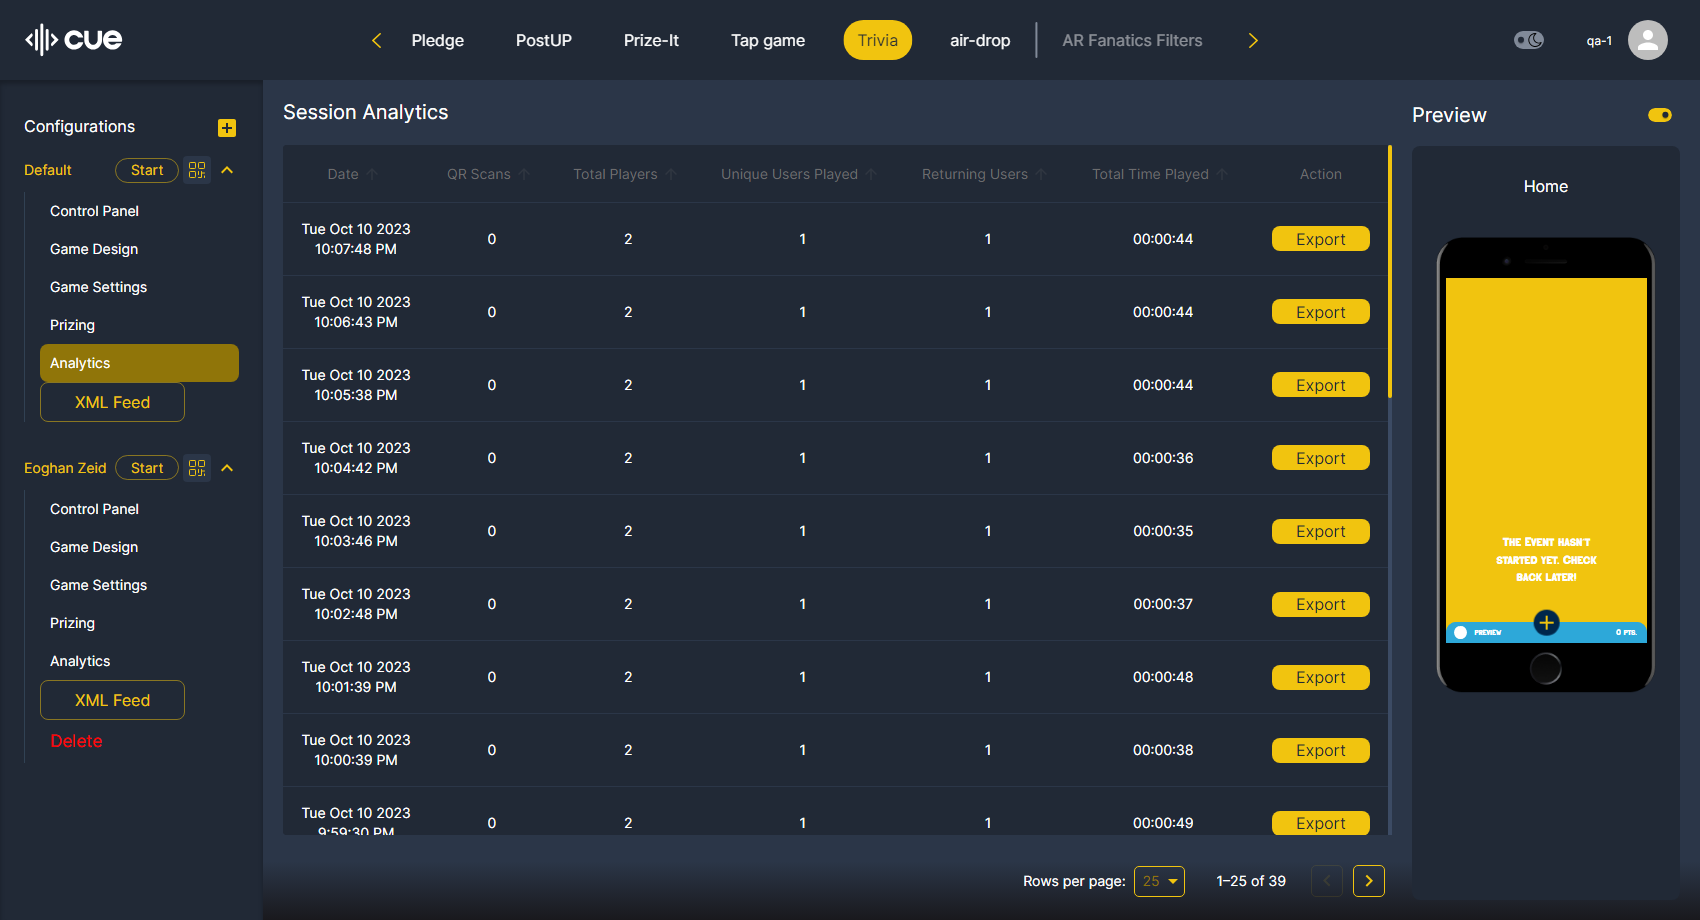 cue
Pledge
PostUP
Prize-It
Tap game
Trivia
air-drop
AR Fanatics Filters
qa-1
Configurations
Default
Start
Control Panel
Game Design
Game Settings
Prizing
Analytics
XML Feed
Eoghan Zeid
Start
Control Panel
Game Design
Game Settings
Prizing
Analytics
XML Feed
Delete
Session Analytics
Date
QR Scans
Total Players
Unique Users Played
Returning Users
Total Time Played
Action
Tue Oct 10 2023
10:07:48 PM
0
2
1
1
00:00:44
Export
Tue Oct 10 2023
10:06:43 PM
0
2
1
1
00:00:44
Export
Tue Oct 10 2023
10:05:38 PM
0
2
1
1
00:00:44
Export
Tue Oct 10 2023
10:04:42 PM
0
2
1
1
00:00:36
Export
Tue Oct 10 2023
10:03:46 PM
0
2
1
1
00:00:35
Export
Tue Oct 10 2023
10:02:48 PM
0
2
1
1
00:00:37
Export
Tue Oct 10 2023
10:01:39 PM
0
2
1
1
00:00:48
Export
Tue Oct 10 2023
10:00:39 PM
0
2
1
1
00:00:38
Export
Tue Oct 10 2023
9:59:30 PM
0
2
1
1
00:00:49
Export
Rows per page:
25
1–25 of 39
Preview
Home
The Event hasn't
started yet. Check
back later!
Preview
0 pts.